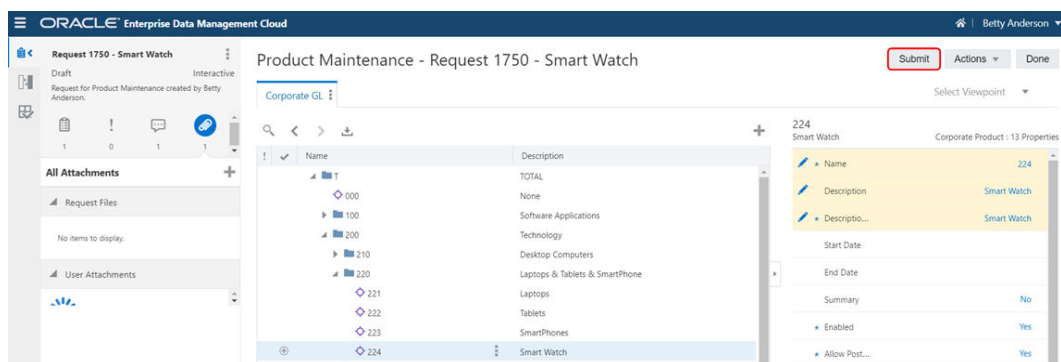 ORACLE Enterprise Data Management Cloud
Betty Anderson
Request 1750 - Smart Watch
Draft
Interactive
Request for Product Maintenance created by Betty
Anderson.
1
0
1
1
All Attachments
Request Files
No items to display.
User Attachments
Product Maintenance - Request 1750 - Smart Watch
Submit
Actions
Done
Corporate GL
Select Viewpoint
! Name Description
T TOTAL
000 None
100 Software Applications
200 Technology
210 Desktop Computers
220 Laptops & Tablets & SmartPhone
221 Laptops
222 Tablets
223 SmartPhones
224 Smart Watch
224
Smart Watch
Corporate Product : 13 Properties
Name 224
Description Smart Watch
Descriptio... Smart Watch
Start Date
End Date
Summary No
Enabled Yes
Allow Post... Yes